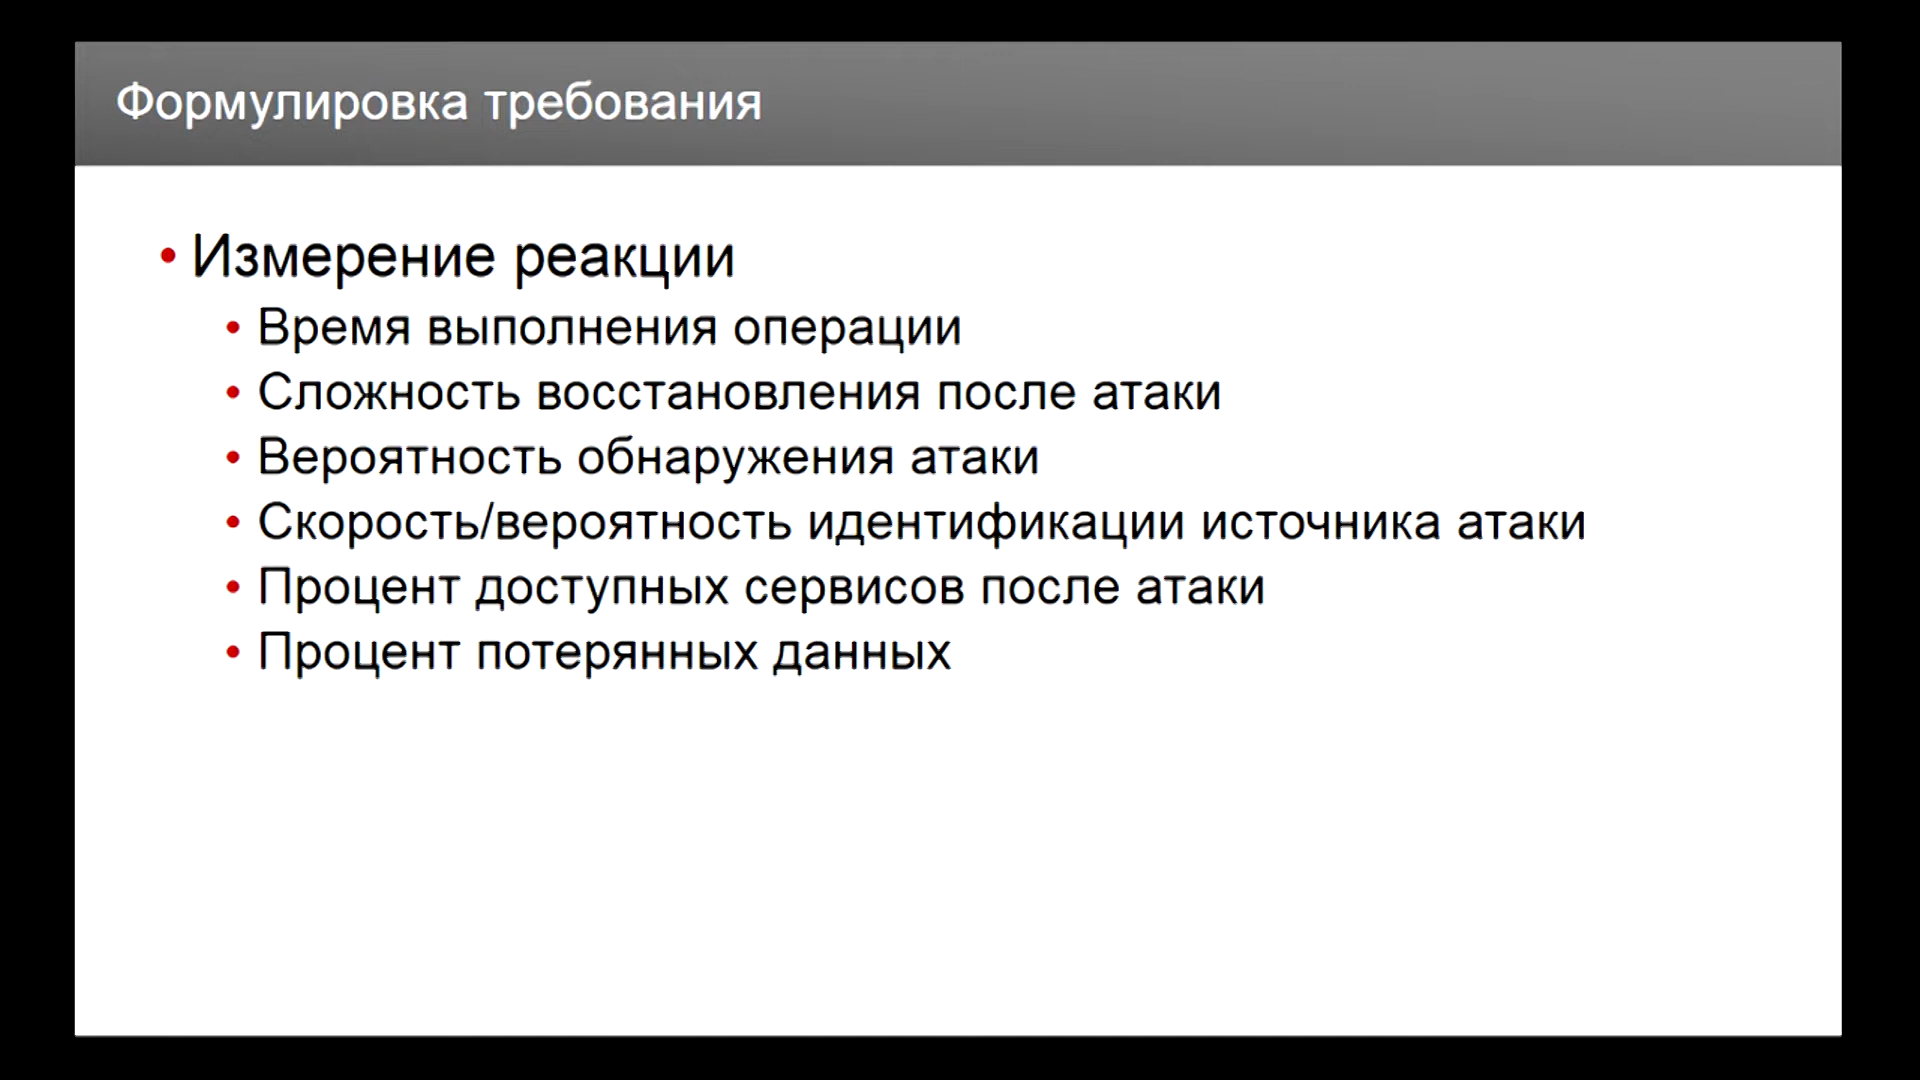 Формулировка требования
• Измерение реакции
• Время выполнения операции
• Сложность восстановления после атаки
• Вероятность обнаружения атаки
• Скорость/вероятность идентификации источника атаки
• Процент доступных сервисов после атаки
• Процент потерянных данных